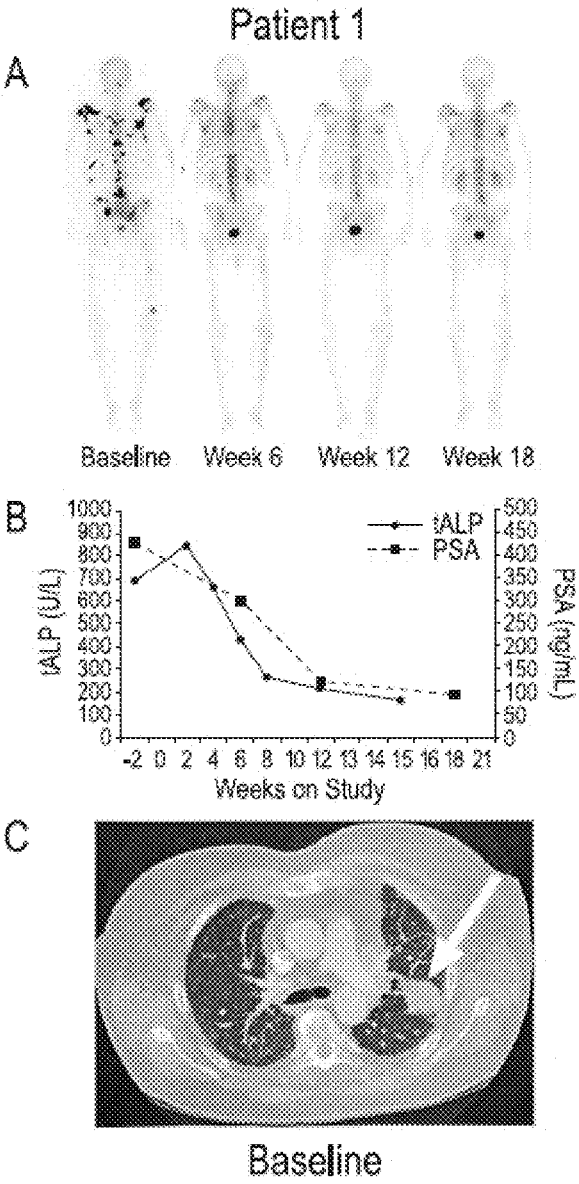 Patient 1
A
Baseline Week 6 Week 12 Week 18
B
1000
900
800
700
600
500
400
300
200
100
0
tALP (U/L)
tALP
PSA
500
450
400
350
300
250
200
150
100
50
0
PSA (ng/mL)
-2 0 2 4 6 8 10 12 13 14 15 16 18 21
Weeks on Study
C
Baseline